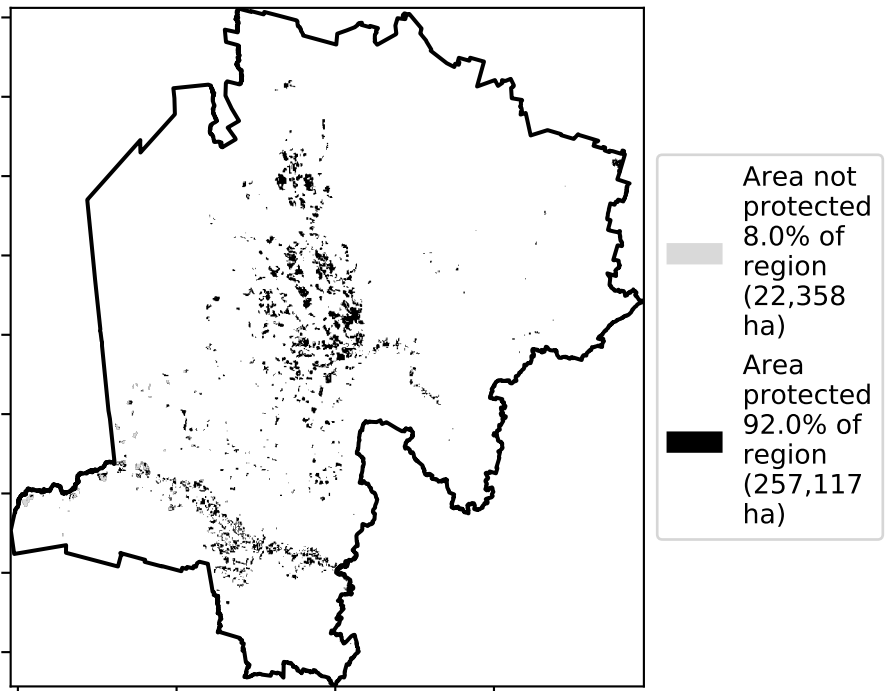 Area not
protected
8.0% of
region
(22,358
ha)
Area
protected
92.0% of
region
(257,117
ha)